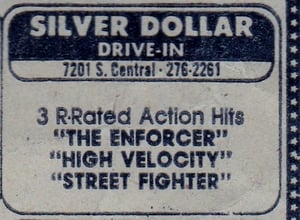 SILVER DOLLAR
DRIVE-IN
7201 S. Central · 276-2261
3 R-Rated Action Hits
"THE ENFORCER"
"HIGH VELOCITY"
"STREET FIGHTER"